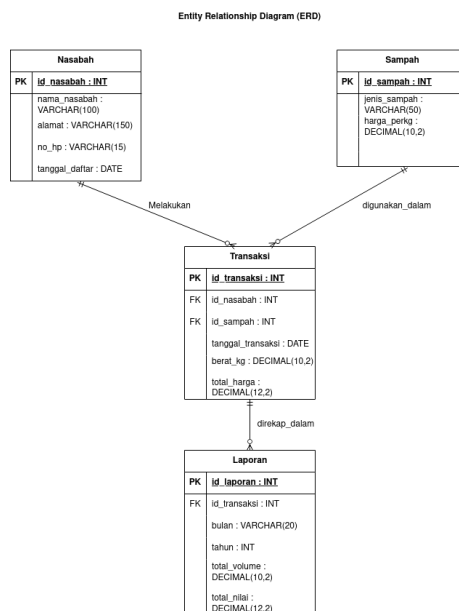 Entity Relationship Diagram (ERD)
Nasabah
PK id_nasabah : INT
nama_nasabah :
VARCHAR(100)
alamat : VARCHAR(150)
no_hp : VARCHAR(15)
tanggal_daftar : DATE
Sampah
PK id_sampah : INT
jenis_sampah :
VARCHAR(50)
harga_perkg :
DECIMAL(10,2)
Melakukan
digunakan_dalam
Transaksi
PK id_transaksi : INT
FK id_nasabah : INT
FK id_sampah : INT
tanggal_transaksi : DATE
berat_kg : DECIMAL(10,2)
total_harga :
DECIMAL(12,2)
direkap_dalam
Laporan
PK id_laporan : INT
FK id_transaksi : INT
bulan : VARCHAR(20)
tahun : INT
total_volume :
DECIMAL(10,2)
total_nilai :
DECIMAL(12,2)